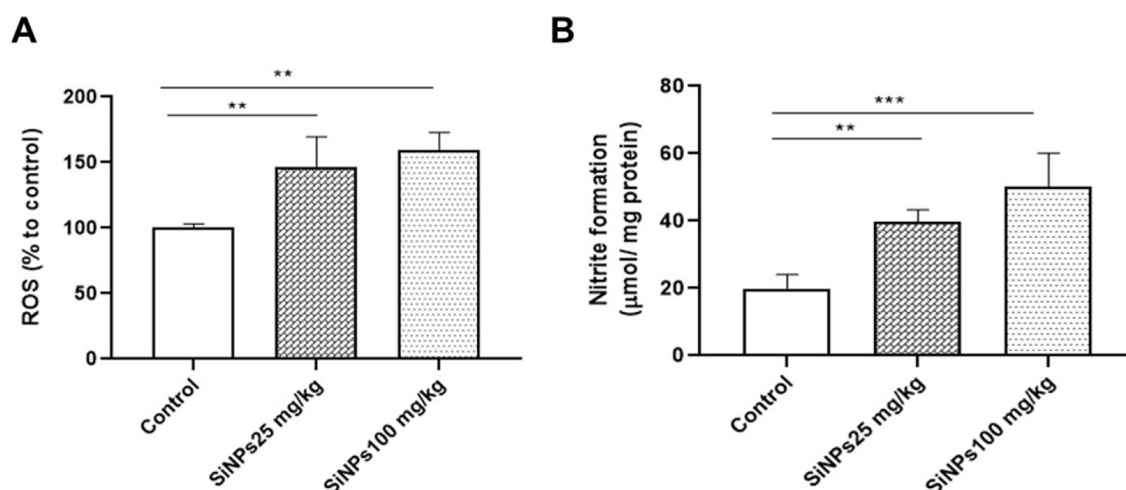 A
ROS (% to control)
200
150
100
50
0
**
**
Control
SiNPs25 mg/kg
SiNPs100 mg/kg
B
Nitrite formation
(μmol/ mg protein)
80
60
40
20
0
***
**
Control
SiNPs25 mg/kg
SiNPs100 mg/kg